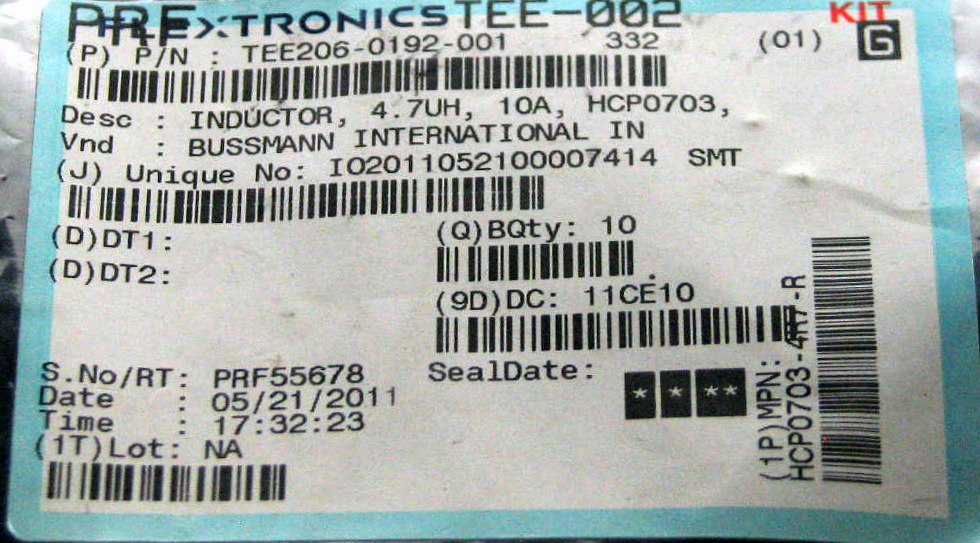 TEE-002
KIT
(P) P/N : TEE206-0192-001 332 (01) G
Desc : INDUCTOR, 4.7UH, 10A, HCP0703,
Vnd : BUSSMANN INTERNATIONAL IN
(J) Unique No: IO2011052100007414 SMT
(D)DT1:
(Q)BQty: 10
(D)DT2:
(9D)DC: 11CE10
S.No/RT: PRF55678
SealDate: * * **
Date : 05/21/2011
Time : 17:32:23
(1T)Lot: NA
(1P)MPN:
HCP0703-4R7-R